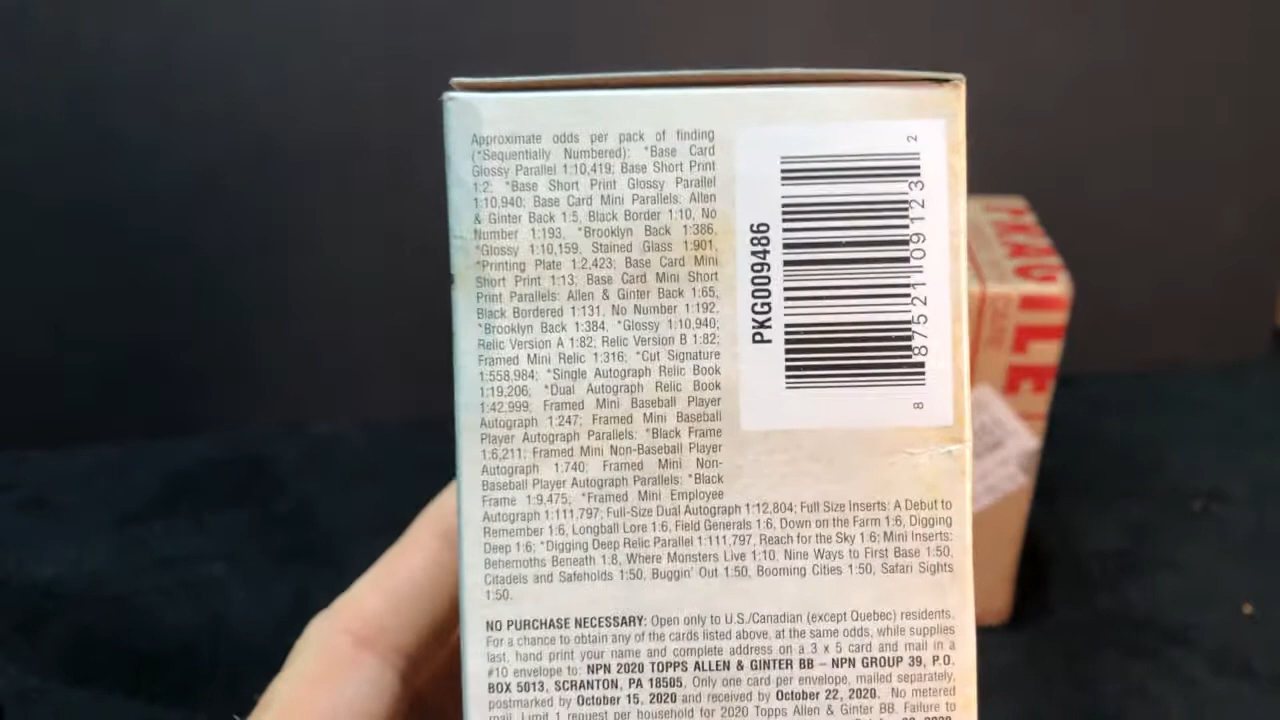 Approximate odds per pack of finding
(*Sequentially Numbered): *Base Card
Glossy Parallel 1:10,419; Base Short Print
1:2; *Base Short Print Glossy Parallel
1:10,940; Base Card Mini Parallels: Allen
& Ginter Back 1:5, Black Border 1:10, No
Number 1:193, *Brooklyn Back 1:386,
*Glossy 1:10,159, Stained Glass 1:901,
*Printing Plate 1:2,423; Base Card Mini
Short Print 1:13; Base Card Mini Short
Print Parallels: Allen & Ginter Back 1:65,
Black Bordered 1:131, No Number 1:192,
*Brooklyn Back 1:384, *Glossy 1:10,940;
Relic Version A 1:82; Relic Version B 1:82;
Framed Mini Relic 1:316; *Cut Signature
1:558,984; *Single Autograph Relic Book
1:19,206; *Dual Autograph Relic Book
1:42,999; Framed Mini Baseball Player
Autograph 1:247; Framed Mini Baseball
Player Autograph Parallels: *Black Frame
1:6,211; Framed Mini Non-Baseball Player
Autograph 1:740; Framed Mini Non-
Baseball Player Autograph Parallels: *Black
Frame 1:9,475; *Framed Mini Employee
Autograph 1:111,797; Full-Size Dual Autograph 1:12,804; Full Size Inserts: A Debut to
Remember 1:6, Longball Lore 1:6, Field Generals 1:6, Down on the Farm 1:6, Digging
Deep 1:6; *Digging Deep Relic Parallel 1:111,797, Reach for the Sky 1:6; Mini Inserts:
Behemoths Beneath 1:8, Where Monsters Live 1:10, Nine Ways to First Base 1:50,
Citadels and Safeholds 1:50, Buggin' Out 1:50, Booming Cities 1:50, Safari Sights
1:50.
NO PURCHASE NECESSARY: Open only to U.S./Canadian (except Quebec) residents.
For a chance to obtain any of the cards listed above, at the same odds, while supplies
last, hand print your name and complete address on a 3 x 5 card and mail in a
#10 envelope to: NPN 2020 TOPPS ALLEN & GINTER BB – NPN GROUP 39, P.O.
BOX 5013, SCRANTON, PA 18505. Only one card per envelope, mailed separately,
postmarked by October 15, 2020 and received by October 22, 2020. No metered
mail. Limit 1 request per household for 2020 Topps Allen & Ginter BB. Failure to
PKG009486
8 87521 09123 2
FRAGILE